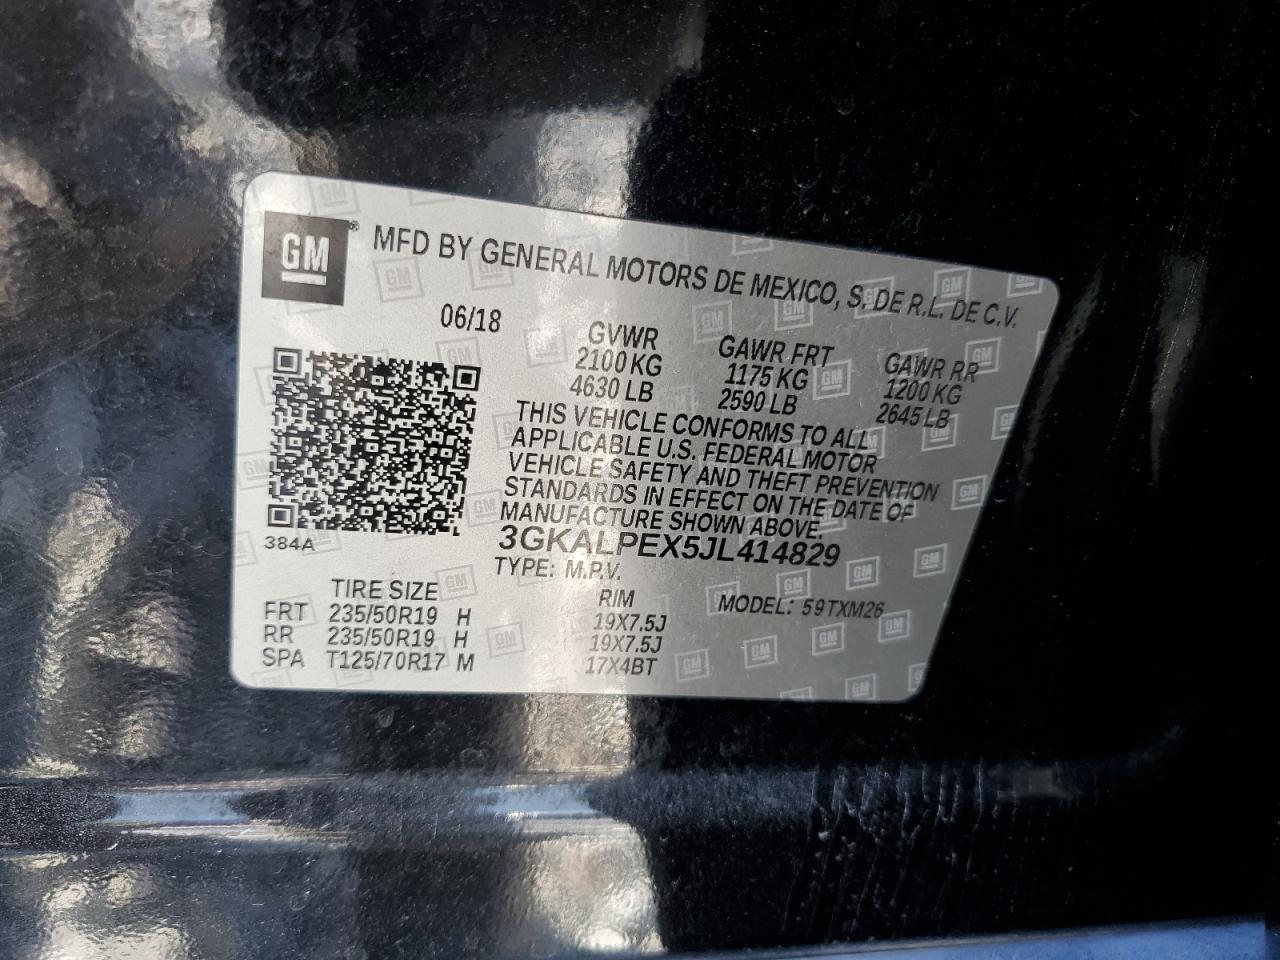 GM® MFD BY GENERAL MOTORS DE MEXICO, S. DE R.L. DE C.V.
06/18
GVWR GAWR FRT GAWR RR
2100 KG 1175 KG 1200 KG
4630 LB 2590 LB 2645 LB
THIS VEHICLE CONFORMS TO ALL
APPLICABLE U.S. FEDERAL MOTOR
VEHICLE SAFETY AND THEFT PREVENTION
STANDARDS IN EFFECT ON THE DATE OF
MANUFACTURE SHOWN ABOVE.
3GKALPEX5JL414829
384A
TYPE: M.P.V.
MODEL: 59TXM26
TIRE SIZE RIM
FRT 235/50R19 H 19X7.5J
RR 235/50R19 H 19X7.5J
SPA T125/70R17 M 17X4BT